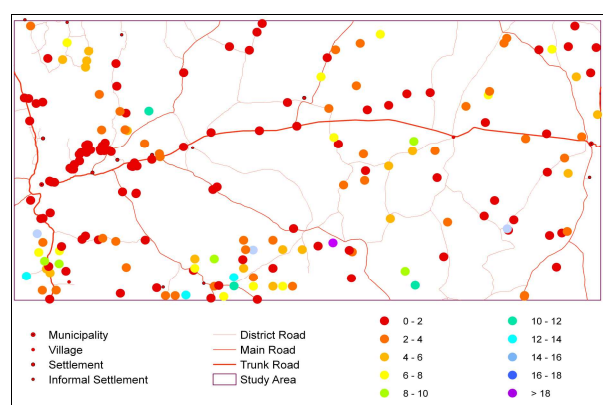 Municipality
Village
Settlement
Informal Settlement
District Road
Main Road
Trunk Road
Study Area
0 - 2
2 - 4
4 - 6
6 - 8
8 - 10
10 - 12
12 - 14
14 - 16
16 - 18
> 18